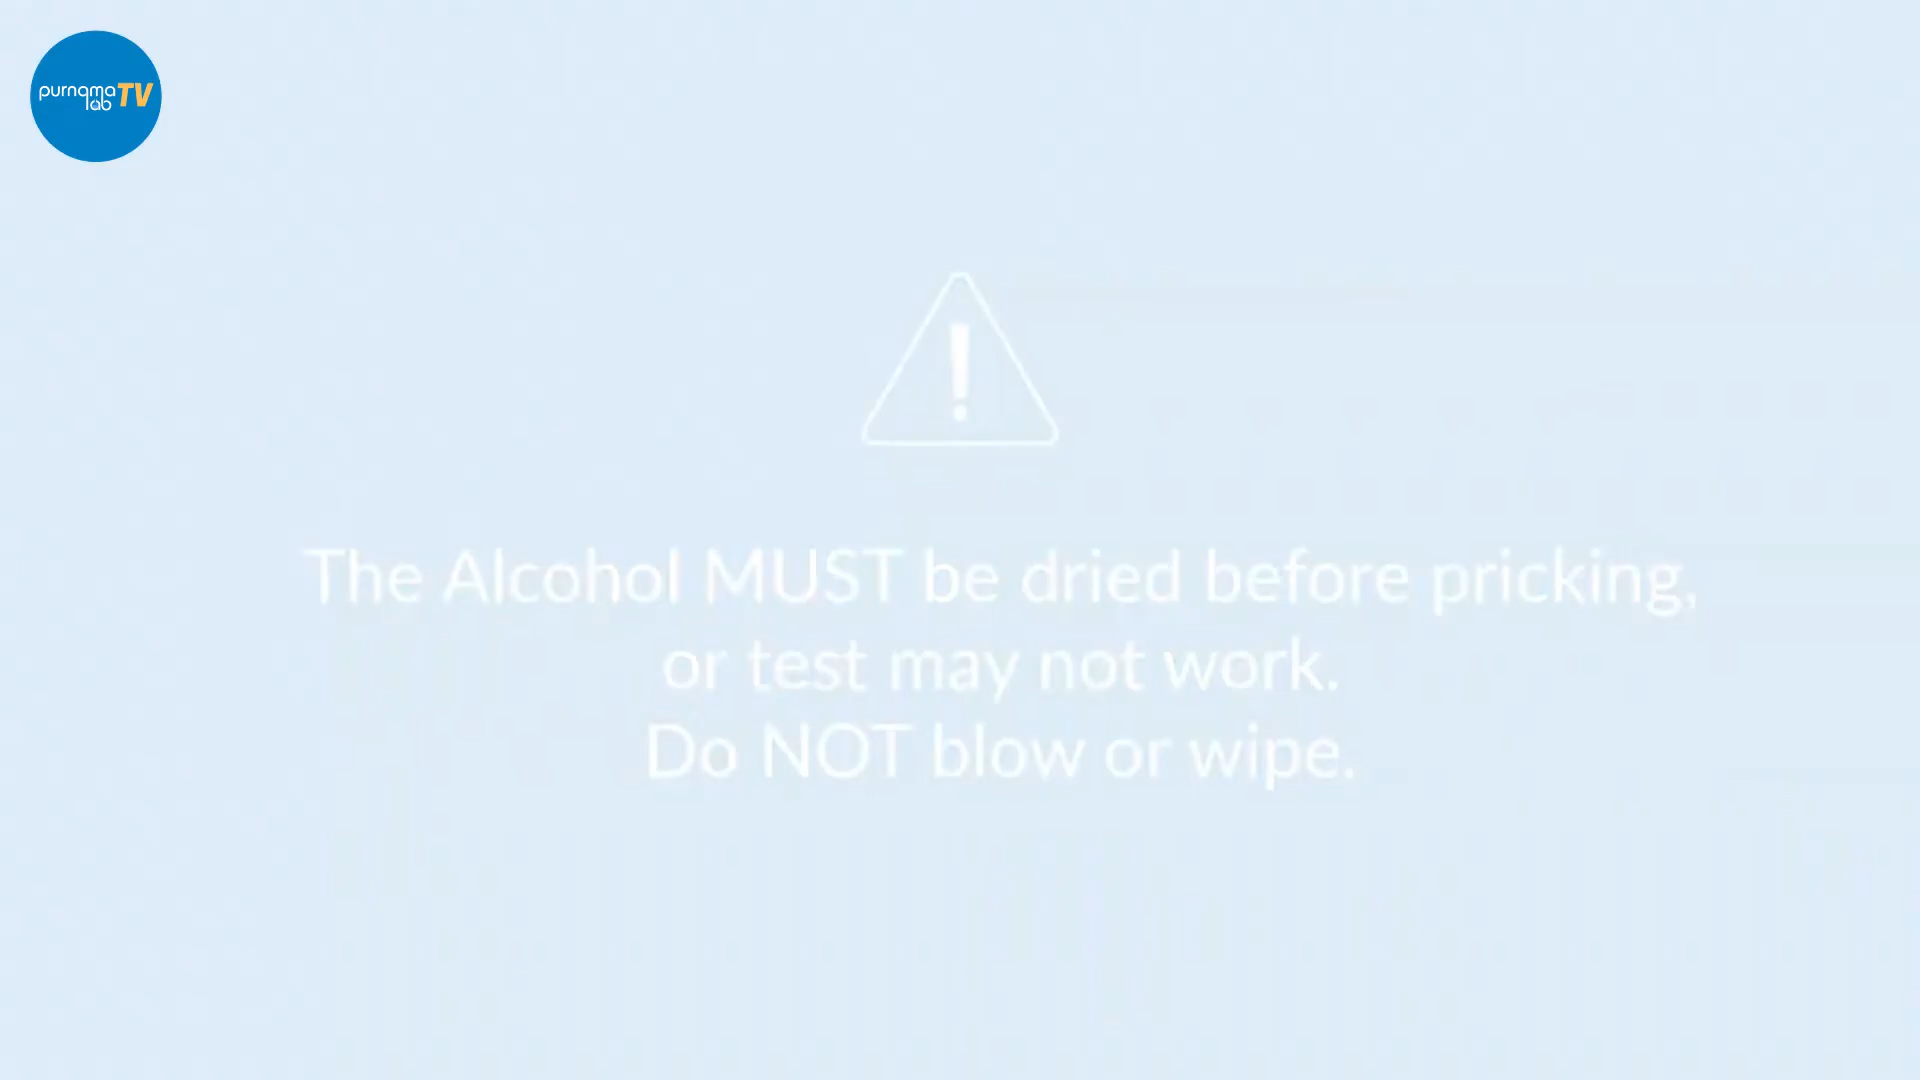 purnama
lab TV
!
The Alcohol MUST be dried before pricking,
or test may not work.
Do NOT blow or wipe.